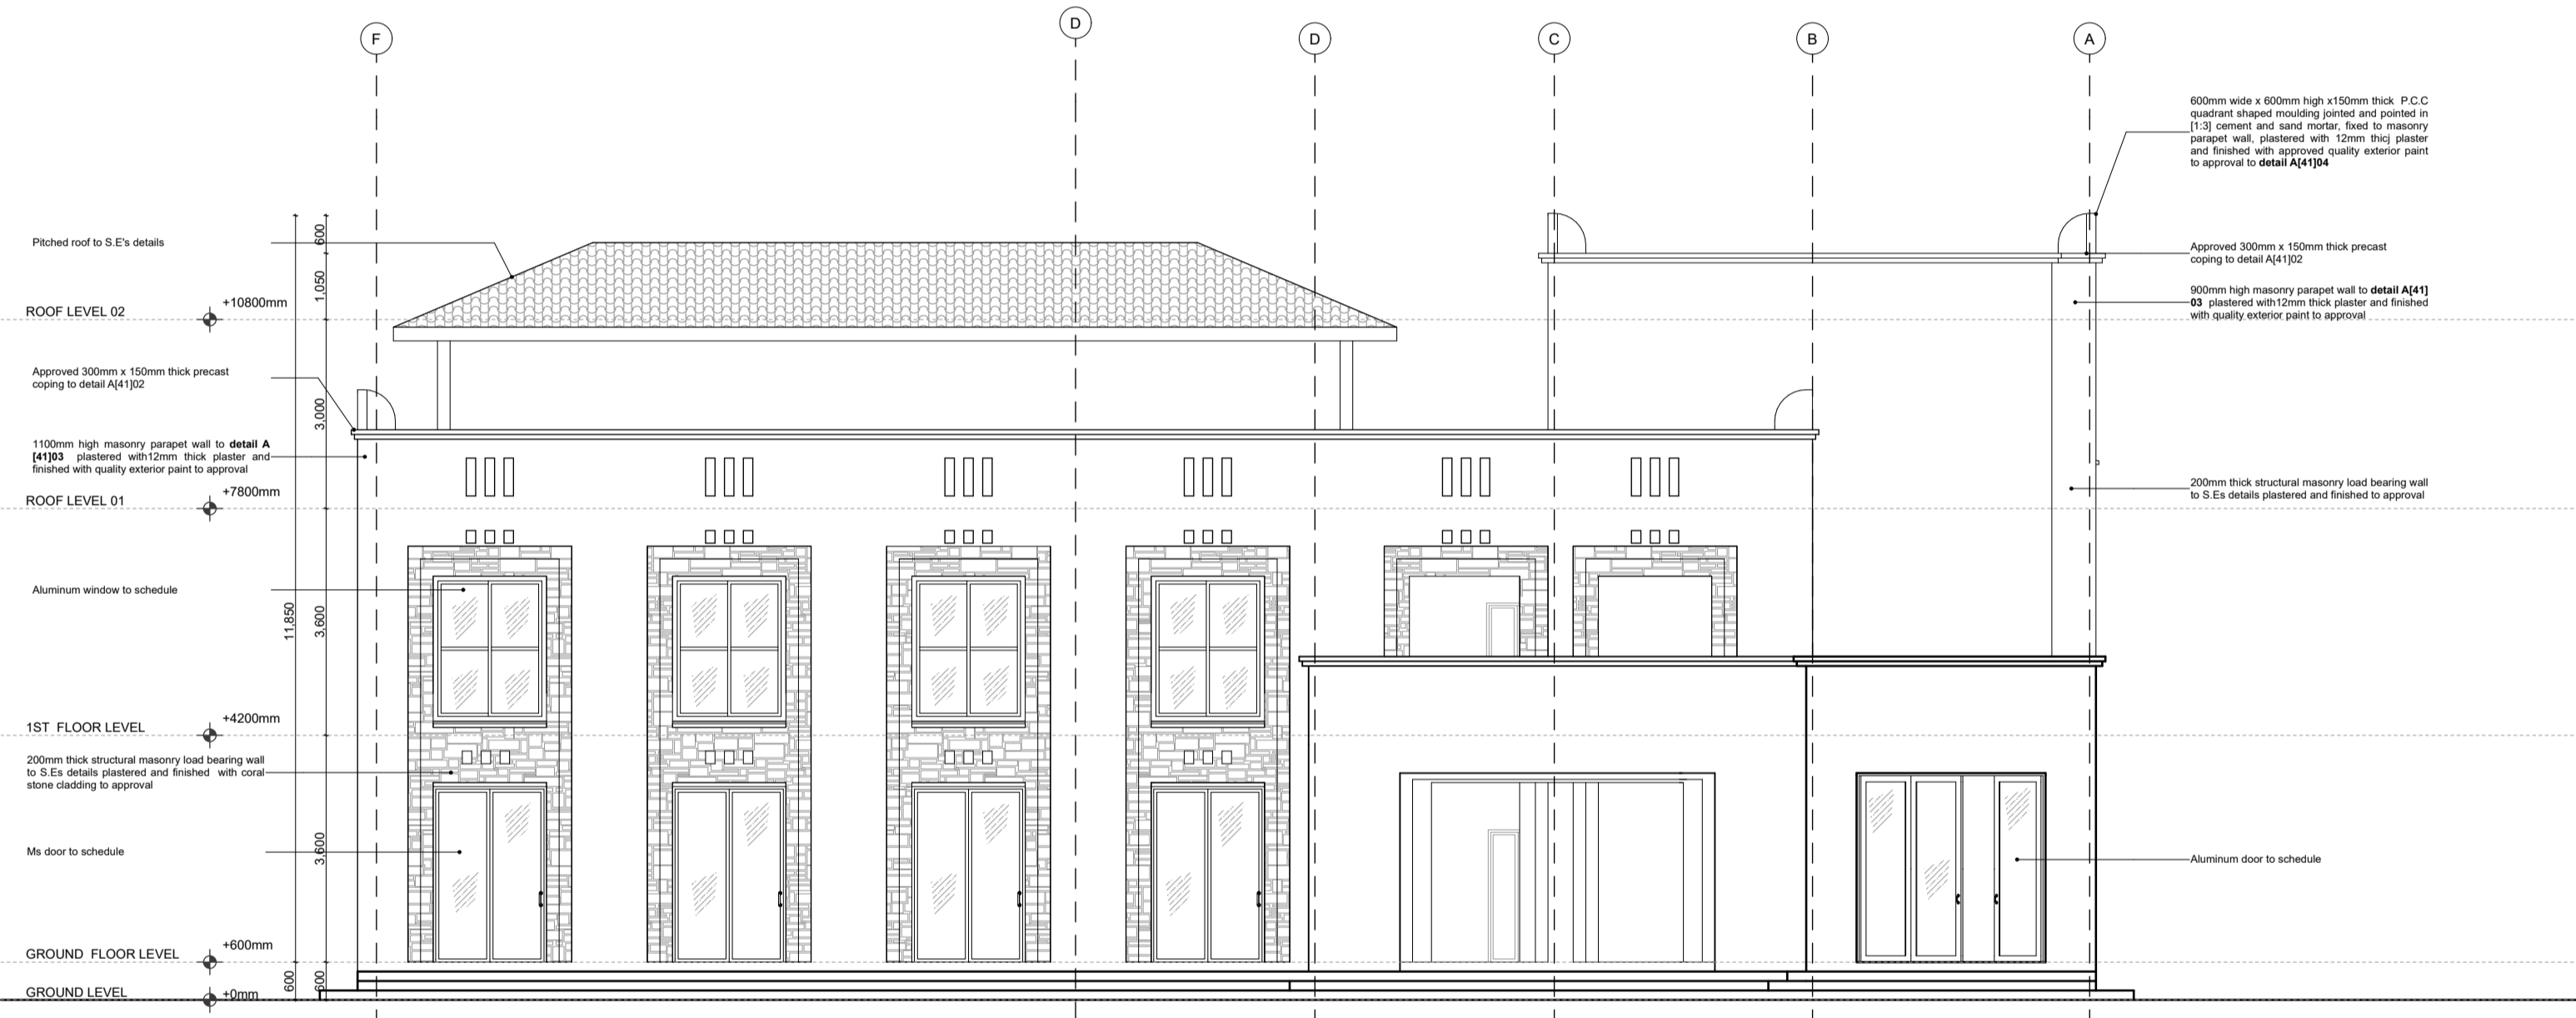 F
D
D
C
B
A
600mm wide x 600mm high x150mm thick P.C.C
quadrant shaped moulding jointed and pointed in
[1:3] cement and sand mortar, fixed to masonry
parapet wall, plastered with 12mm thicj plaster
and finished with approved quality exterior paint
to approval to detail A[41]04
Pitched roof to S.E's details
600
Approved 300mm x 150mm thick precast
coping to detail A[41]02
1,050
+10800mm
ROOF LEVEL 02
900mm high masonry parapet wall to detail A[41]
03 plastered with12mm thick plaster and finished
with quality exterior paint to approval
Approved 300mm x 150mm thick precast
coping to detail A[41]02
3,000
1100mm high masonry parapet wall to detail A
[41]03 plastered with12mm thick plaster and
finished with quality exterior paint to approval
+7800mm
ROOF LEVEL 01
200mm thick structural masonry load bearing wall
to S.Es details plastered and finished to approval
Aluminum window to schedule
11,850
3,600
+4200mm
1ST FLOOR LEVEL
200mm thick structural masonry load bearing wall
to S.Es details plastered and finished with coral
stone cladding to approval
Ms door to schedule
3,600
Aluminum door to schedule
+600mm
GROUND FLOOR LEVEL
600
600
GROUND LEVEL
+0mm